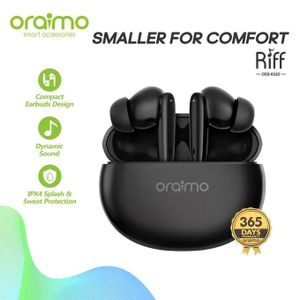 oraimo
smart accessories
SMALLER FOR COMFORT
Riff
Compact
Earbuds Design
Dynamic
Sound
IPX4 Splash &
Sweat Protection
oraimo
365
DAYS
oraimo